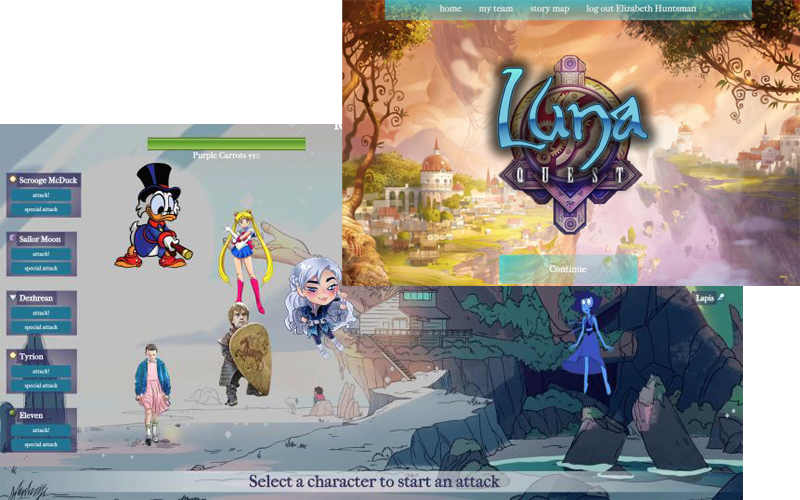 home my team story map log out Elizabeth Huntsman
Luna
QUEST
Continue
Purple Carrots 550
Scrooge McDuck
attack!
special attack
Sailor Moon
attack!
special attack
Dezhrean
attack!
special attack
Tyrion
attack!
special attack
Eleven
attack!
special attack
Lapis
Select a character to start an attack